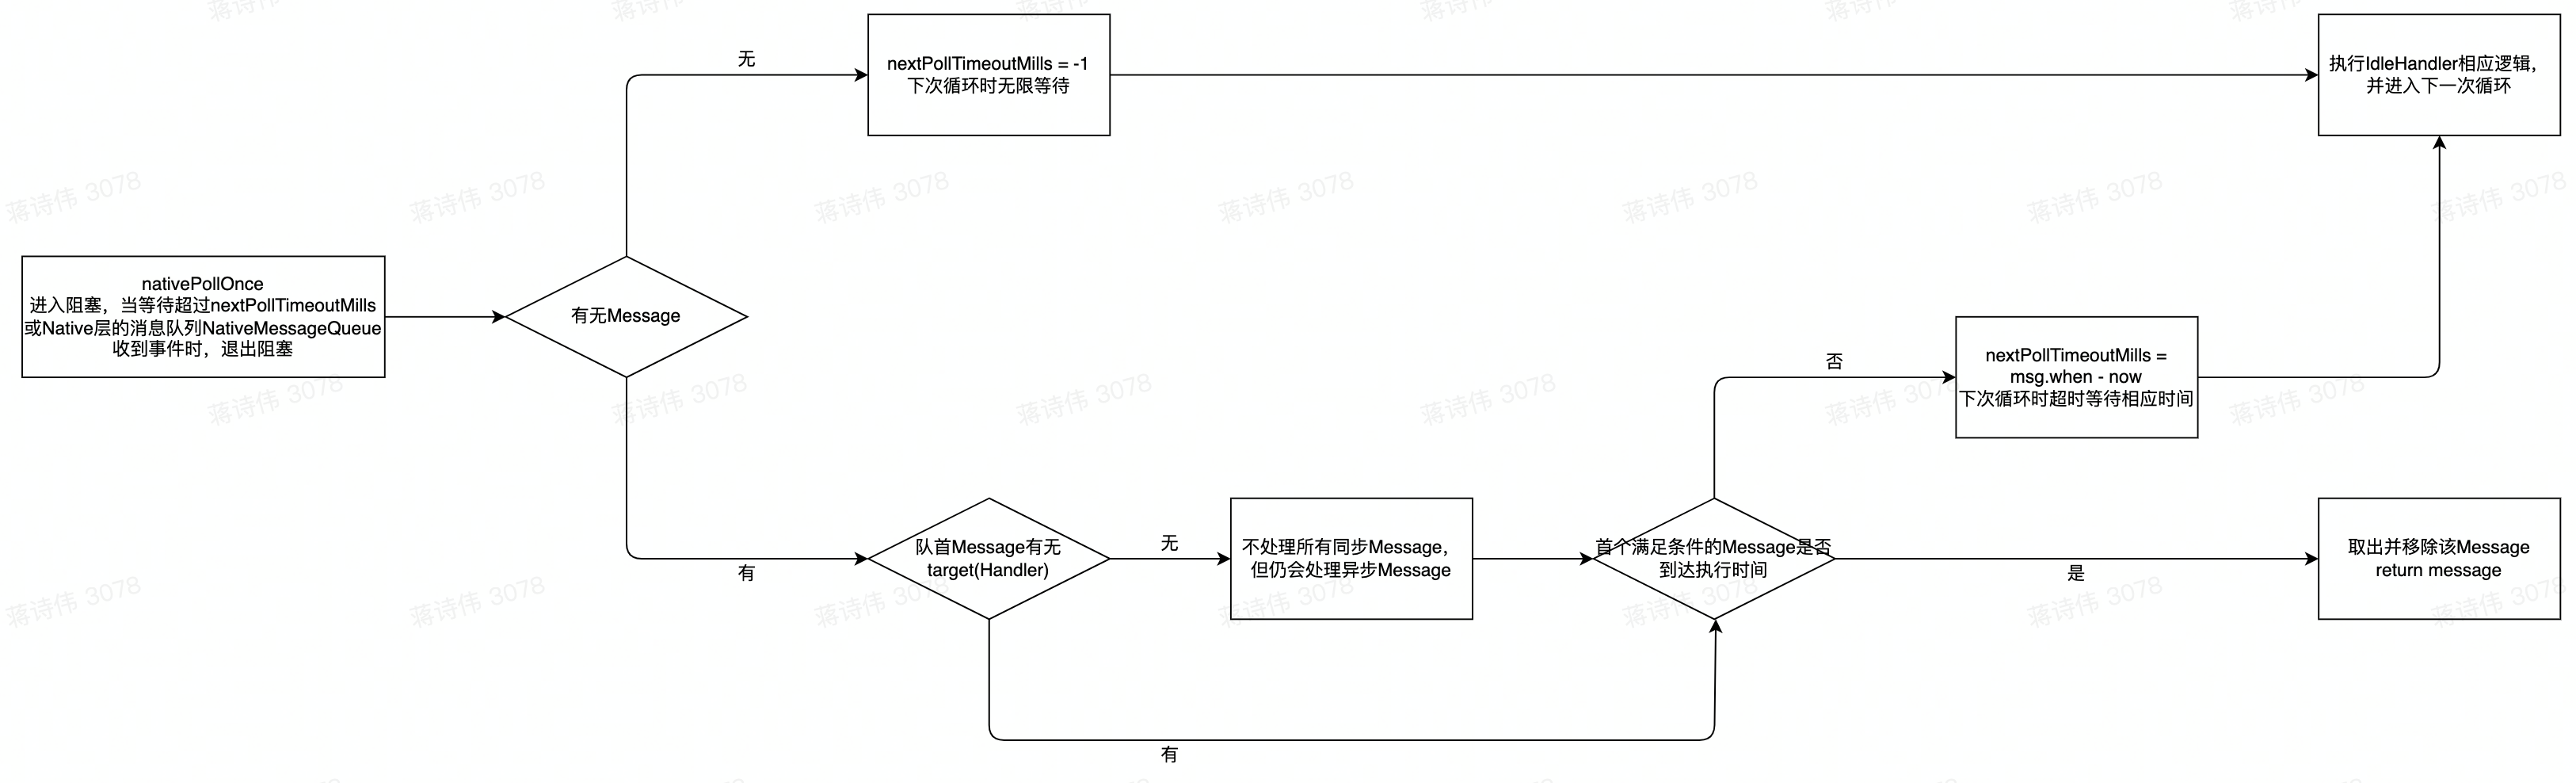 nativePollOnce
进入阻塞，当等待超过nextPollTimeoutMills
或Native层的消息队列NativeMessageQueue
收到事件时，退出阻塞
有无Message
无
nextPollTimeoutMills = -1
下次循环时无限等待
执行IdleHandler相应逻辑，
并进入下一次循环
有
队首Message有无
target(Handler)
无
不处理所有同步Message，
但仍会处理异步Message
有
首个满足条件的Message是否
到达执行时间
否
nextPollTimeoutMills =
msg.when - now
下次循环时超时等待相应时间
是
取出并移除该Message
return message
蒋诗伟 3078